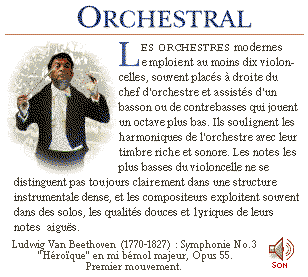 ORCHESTRAL
LES ORCHESTRES modernes
emploient au moins dix violon-
celles, souvent placés à droite du
chef d'orchestre et assistés d'un
basson ou de contrebasses qui jouent
un octave plus bas. Ils soulignent les
harmoniques de l'orchestre avec leur
timbre riche et sonore. Les notes les
plus basses du violoncelle ne se
distinguent pas toujours clairement dans une structure
instrumentale dense, et les compositeurs exploitent souvent
dans des solos, les qualités douces et lyriques de leurs
notes aiguës.
Ludwig Van Beethoven (1770-1827) : Symphonie No.3
"Héroïque" en mi bémol majeur, Opus 55.
Premier mouvement.
SON